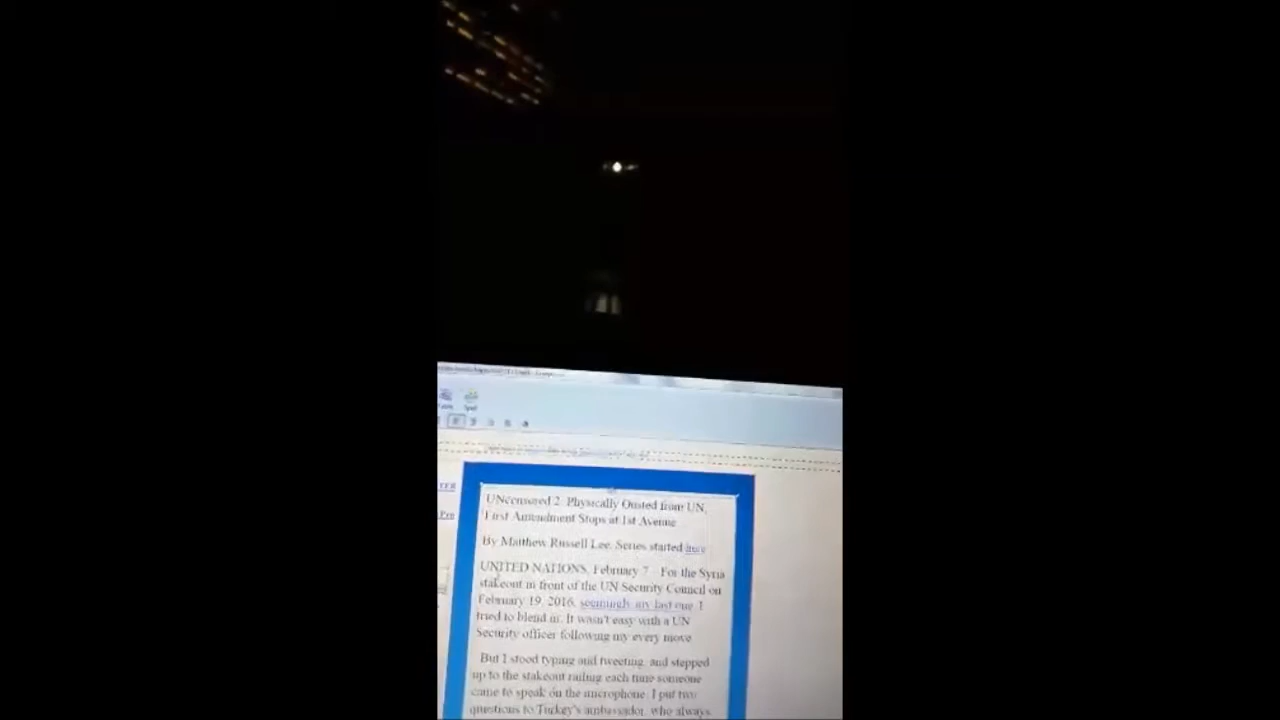 Spell
UNcensored 2: Physically Ousted from UN,
First Amendment Stops at 1st Avenue
By Matthew Russell Lee, Series started here
UNITED NATIONS, February 7 - For the Syria
stakeout in front of the UN Security Council on
February 19, 2016, seemingly my last one, I
tried to blend in. It wasn't easy with a UN
Security officer following my every move.
But I stood typing and tweeting, and stepped
up to the stakeout railing each time someone
came to speak on the microphone. I put two
questions to Turkey's ambassador, who always